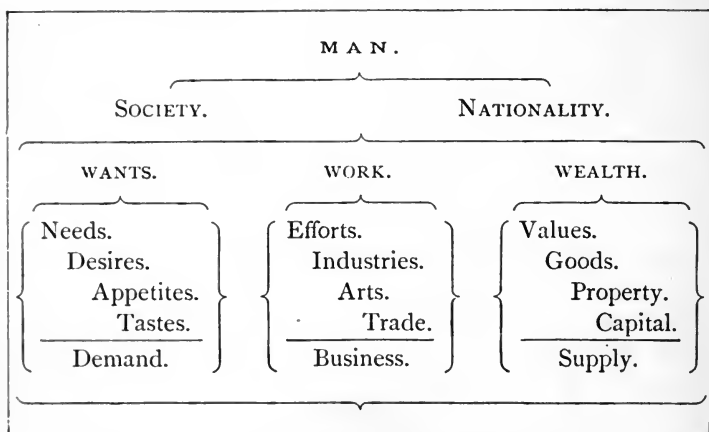 MAN.
SOCIETY. NATIONALITY.
WANTS. WORK. WEALTH.
Needs. Efforts. Values.
Desires. Industries. Goods.
Appetites. Arts. Property.
Tastes. Trade. Capital.
Demand. Business. Supply.